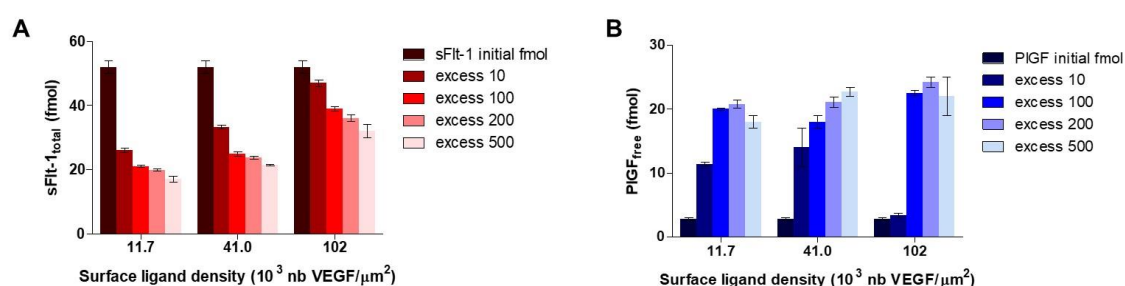 A
sFlt-1total (fmol)
60
40
20
0
11.7 41.0 102
Surface ligand density (10³ nb VEGF/μm²)
sFlt-1 initial fmol
excess 10
excess 100
excess 200
excess 500
B
PlGFfree (fmol)
30
20
10
0
11.7 41.0 102
Surface ligand density (10³ nb VEGF/μm²)
PlGF initial fmol
excess 10
excess 100
excess 200
excess 500